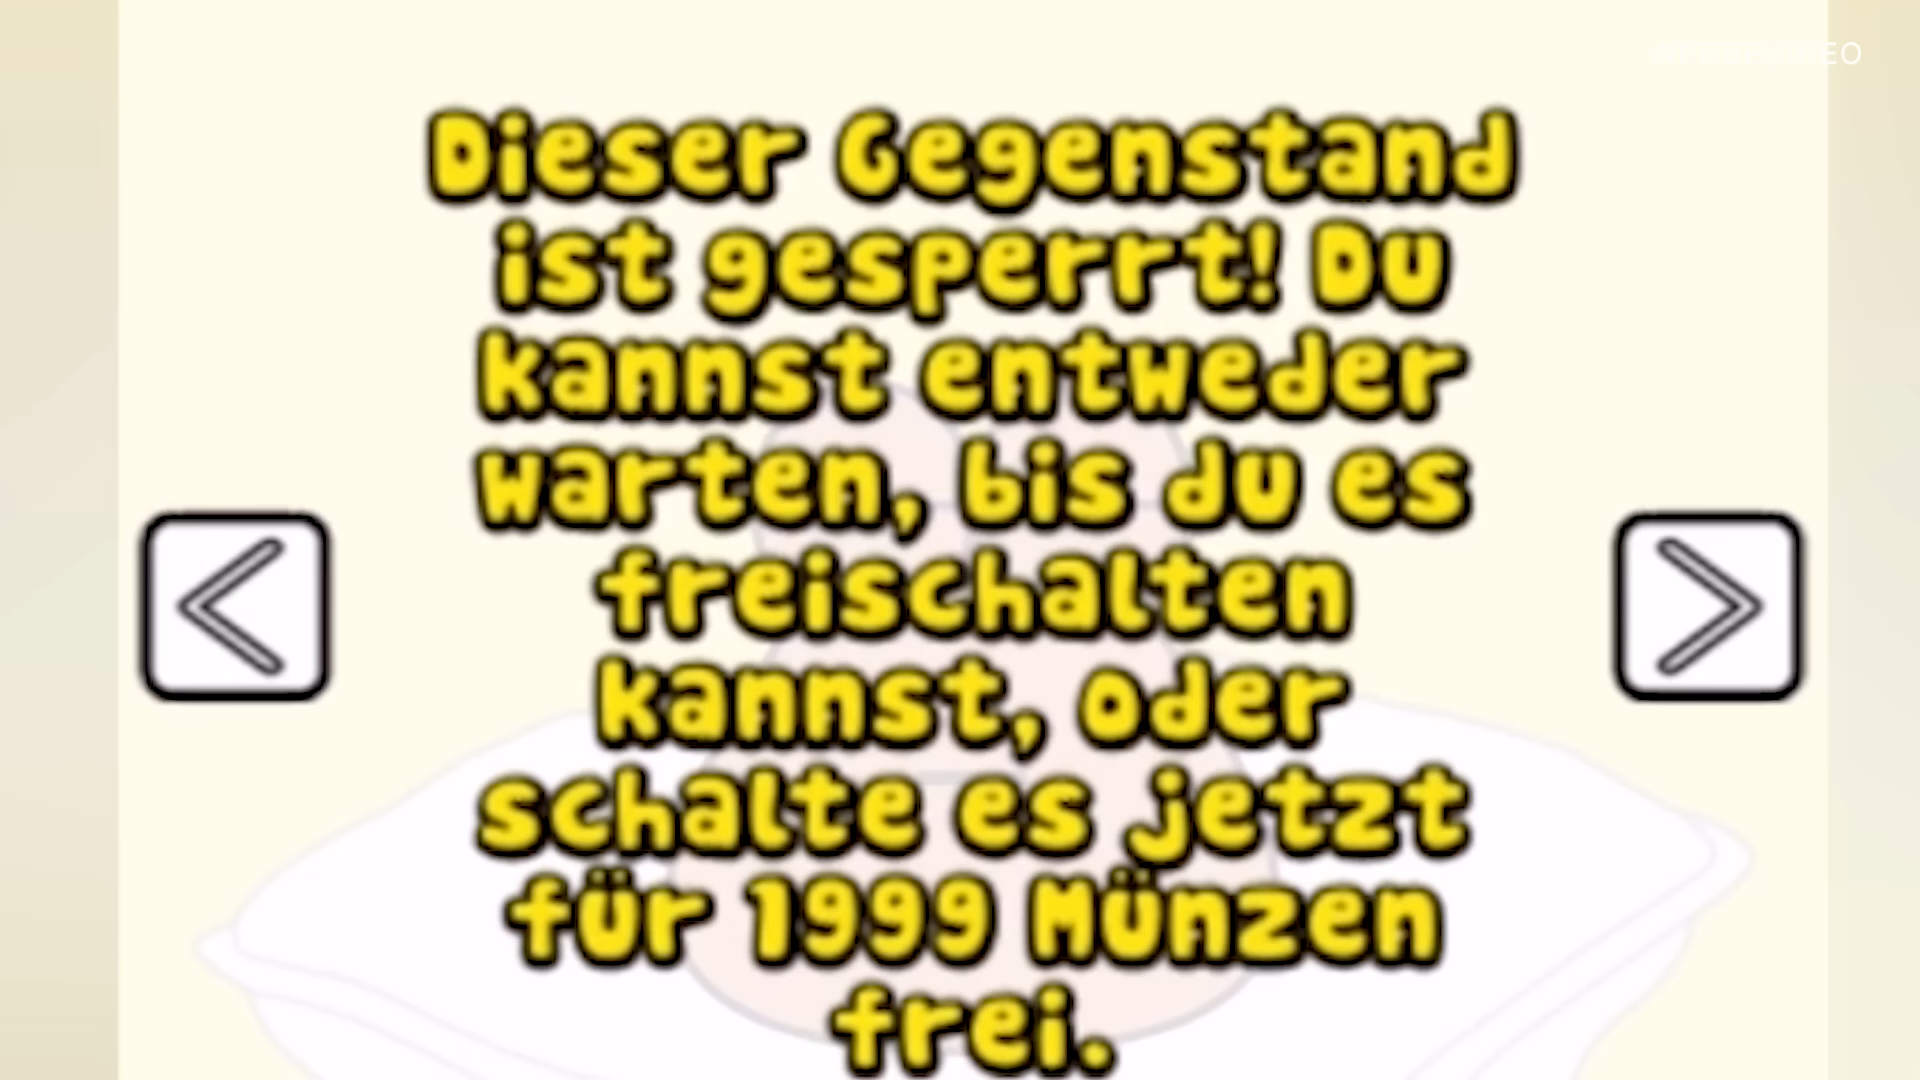 Dieser Gegenstand
ist gesperrt! Du
kannst entweder
warten, bis du es
freischalten
kannst, oder
schalte es jetzt
für 1999 Münzen
frei.